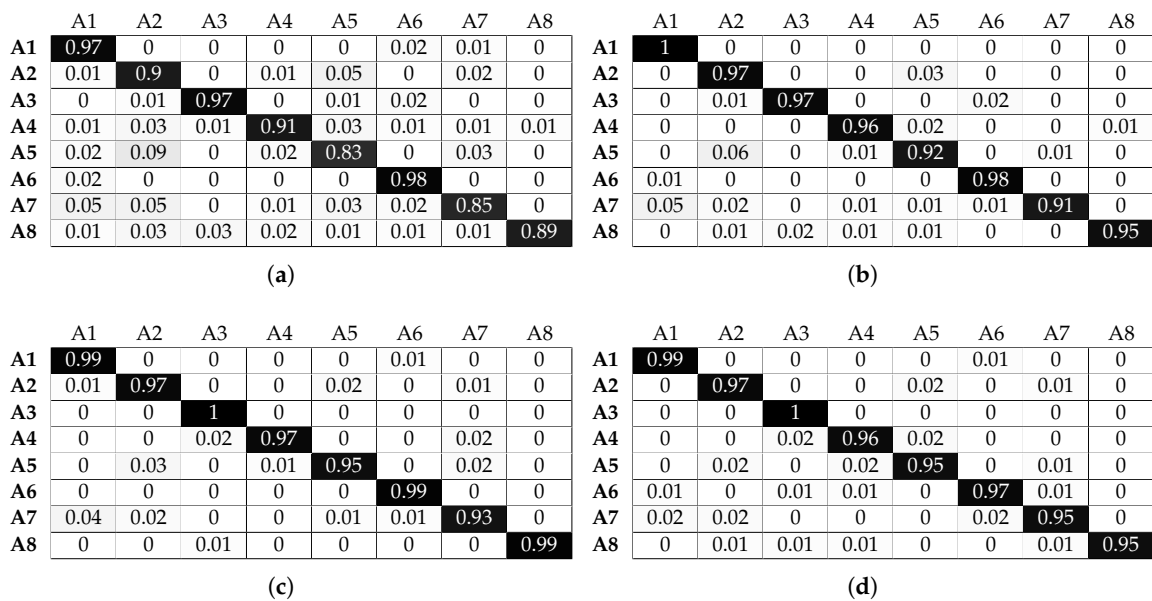 A1 A2 A3 A4 A5 A6 A7 A8
A1 0.97 0 0 0 0 0.02 0.01 0
A2 0.01 0.9 0 0.01 0.05 0 0.02 0
A3 0 0.01 0.97 0 0.01 0.02 0 0
A4 0.01 0.03 0.01 0.91 0.03 0.01 0.01 0.01
A5 0.02 0.09 0 0.02 0.83 0 0.03 0
A6 0.02 0 0 0 0 0.98 0 0
A7 0.05 0.05 0 0.01 0.03 0.02 0.85 0
A8 0.01 0.03 0.03 0.02 0.01 0.01 0.01 0.89
(a)
A1 A2 A3 A4 A5 A6 A7 A8
A1 1 0 0 0 0 0 0 0
A2 0 0.97 0 0 0.03 0 0 0
A3 0 0.01 0.97 0 0 0.02 0 0
A4 0 0 0 0.96 0.02 0 0 0.01
A5 0 0.06 0 0.01 0.92 0 0.01 0
A6 0.01 0 0 0 0 0.98 0 0
A7 0.05 0.02 0 0.01 0.01 0.01 0.91 0
A8 0 0.01 0.02 0.01 0.01 0 0 0.95
(b)
A1 A2 A3 A4 A5 A6 A7 A8
A1 0.99 0 0 0 0 0.01 0 0
A2 0.01 0.97 0 0 0.02 0 0.01 0
A3 0 0 1 0 0 0 0 0
A4 0 0 0.02 0.97 0 0 0.02 0
A5 0 0.03 0 0.01 0.95 0 0.02 0
A6 0 0 0 0 0 0.99 0 0
A7 0.04 0.02 0 0 0.01 0.01 0.93 0
A8 0 0 0.01 0 0 0 0 0.99
(c)
A1 A2 A3 A4 A5 A6 A7 A8
A1 0.99 0 0 0 0 0.01 0 0
A2 0 0.97 0 0 0.02 0 0.01 0
A3 0 0 1 0 0 0 0 0
A4 0 0 0.02 0.96 0.02 0 0 0
A5 0 0.02 0 0.02 0.95 0 0.01 0
A6 0.01 0 0.01 0.01 0 0.97 0.01 0
A7 0.02 0.02 0 0 0 0.02 0.95 0
A8 0 0.01 0.01 0.01 0 0 0.01 0.95
(d)